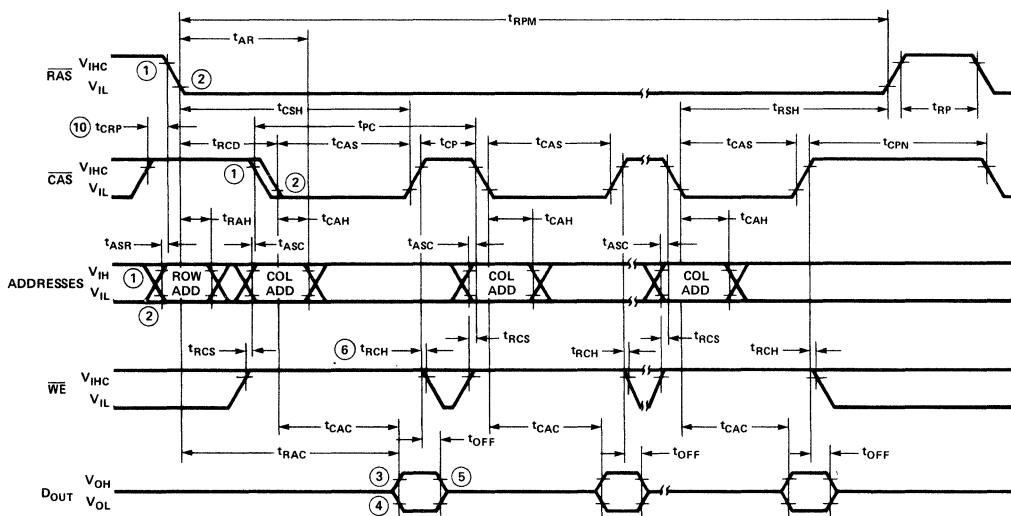 tRPM
tAR
RAS VIHC
VIL
1 2
tCSH
tRSH
tRP
10 tCRP
tPC
tRCD
tCAS
tCP
tCAS
tCAS
tCPN
CAS VIHC
VIL
1 2
tRAH
tCAH
tCAH
tCAH
tASR
tASC
tASC
tASC
ADDRESSES VIH
VIL
1
2
ROW ADD
COL ADD
COL ADD
COL ADD
tRCS
6 tRCH
tRCS
tRCH
tRCS
tRCH
WE VIHC
VIL
tCAC
tCAC
tCAC
tRAC
tOFF
tOFF
tOFF
DOUT VOH
VOL
3 5
4